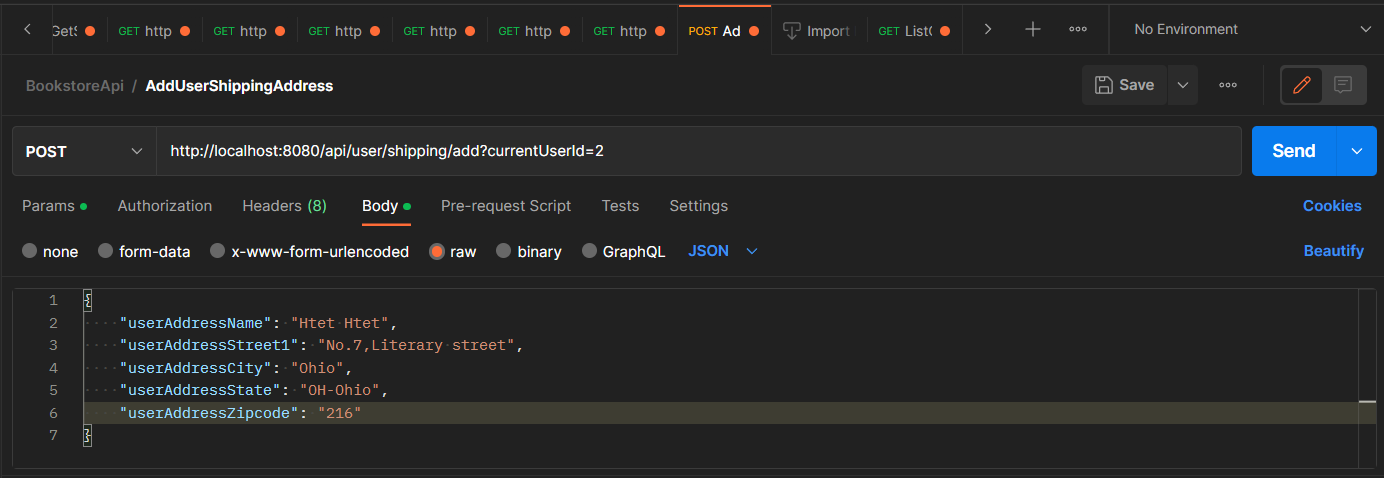 GetS GET http GET http GET http GET http GET http GET http POST Ad Import GET List No Environment
BookstoreApi / AddUserShippingAddress Save
POST http://localhost:8080/api/user/shipping/add?currentUserId=2 Send
Params Authorization Headers (8) Body Pre-request Script Tests Settings Cookies
none form-data x-www-form-urlencoded raw binary GraphQL JSON Beautify
1 {
2 "userAddressName": "Htet Htet",
3 "userAddressStreet1": "No.7,Literary street",
4 "userAddressCity": "Ohio",
5 "userAddressState": "OH-Ohio",
6 "userAddressZipcode": "216"
7 }